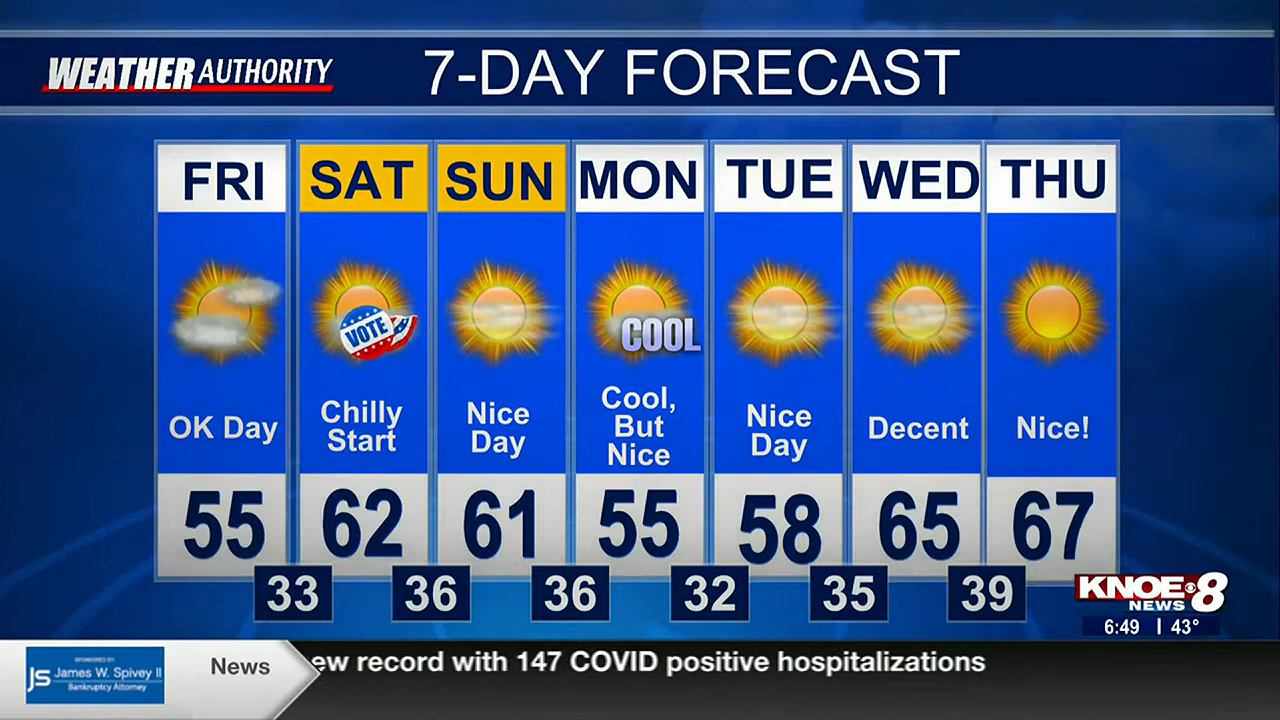 WEATHER AUTHORITY
7-DAY FORECAST
FRI SAT SUN MON TUE WED THU
VOTE
COOL
OK Day
Chilly
Start
Nice
Day
Cool,
But
Nice
Nice
Day
Decent
Nice!
55 62 61 55 58 65 67
33 36 36 32 35 39
KNOE 8
NEWS
6:49 | 43°
SPONSORED BY:
JS James W. Spivey II
Bankruptcy Attorney
News
ew record with 147 COVID positive hospitalizations